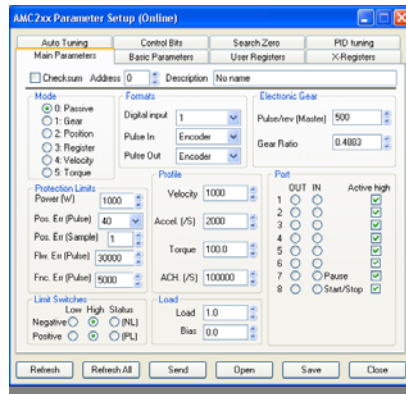 AMC2xx Parameter Setup (Online)
Auto Tuning Control Bits Search Zero PID tuning
Main Parameters Basic Parameters User Registers X-Registers
Checksum Address 0 Description No name
Mode
0: Passive
1: Gear
2: Position
3: Register
4: Velocity
5: Torque
Formats
Digital input 1
Pulse In Encoder
Pulse Out Encoder
Electronic Gear
Pulse/rev (Master) 500
Gear Ratio 0.4883
Protection Limits
Power (W) 1000
Pos. Err (Pulse) 40
Pos. Err (Sample) 1
Flw. Err (Pulse) 30000
Fnc. Err (Pulse) 5000
Profile
Velocity 1000
Accel. (/S) 2000
Torque 100.0
ACH. (/S) 100000
Port
OUT IN Active high
1
2
3
4
5
6
7 Pause
8 Start/Stop
Limit Switches
Low High Status
Negative (NL)
Positive (PL)
Load
Load 1.0
Bias 0.0
Refresh Refresh All Send Open Save Close